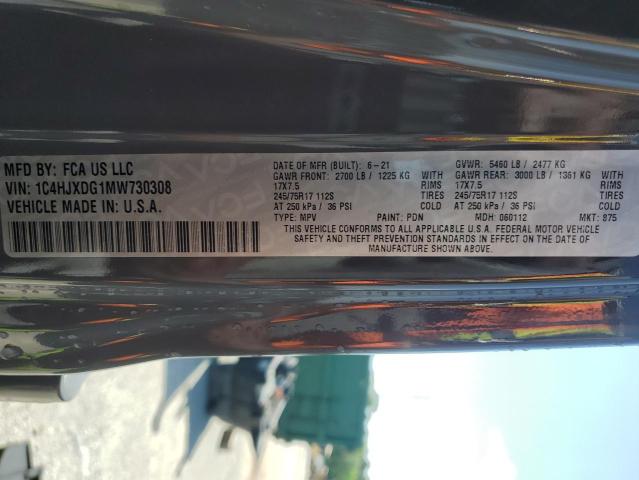 MFD BY: FCA US LLC
VIN: 1C4HJXDG1MW730308
VEHICLE MADE IN: U.S.A.
DATE OF MFR (BUILT): 6-21 GVWR: 5460 LB / 2477 KG
GAWR FRONT: 2700 LB / 1225 KG WITH GAWR REAR: 3000 LB / 1361 KG WITH
17X7.5 RIMS 17X7.5 RIMS
245/75R17 112S TIRES 245/75R17 112S TIRES
AT 250 kPa / 36 PSI COLD AT 250 kPa / 36 PSI COLD
TYPE: MPV PAINT: PDN MDH: 060112 MKT: 875
THIS VEHICLE CONFORMS TO ALL APPLICABLE U.S.A. FEDERAL MOTOR VEHICLE
SAFETY AND THEFT PREVENTION STANDARDS IN EFFECT ON THE DATE OF
MANUFACTURE SHOWN ABOVE.